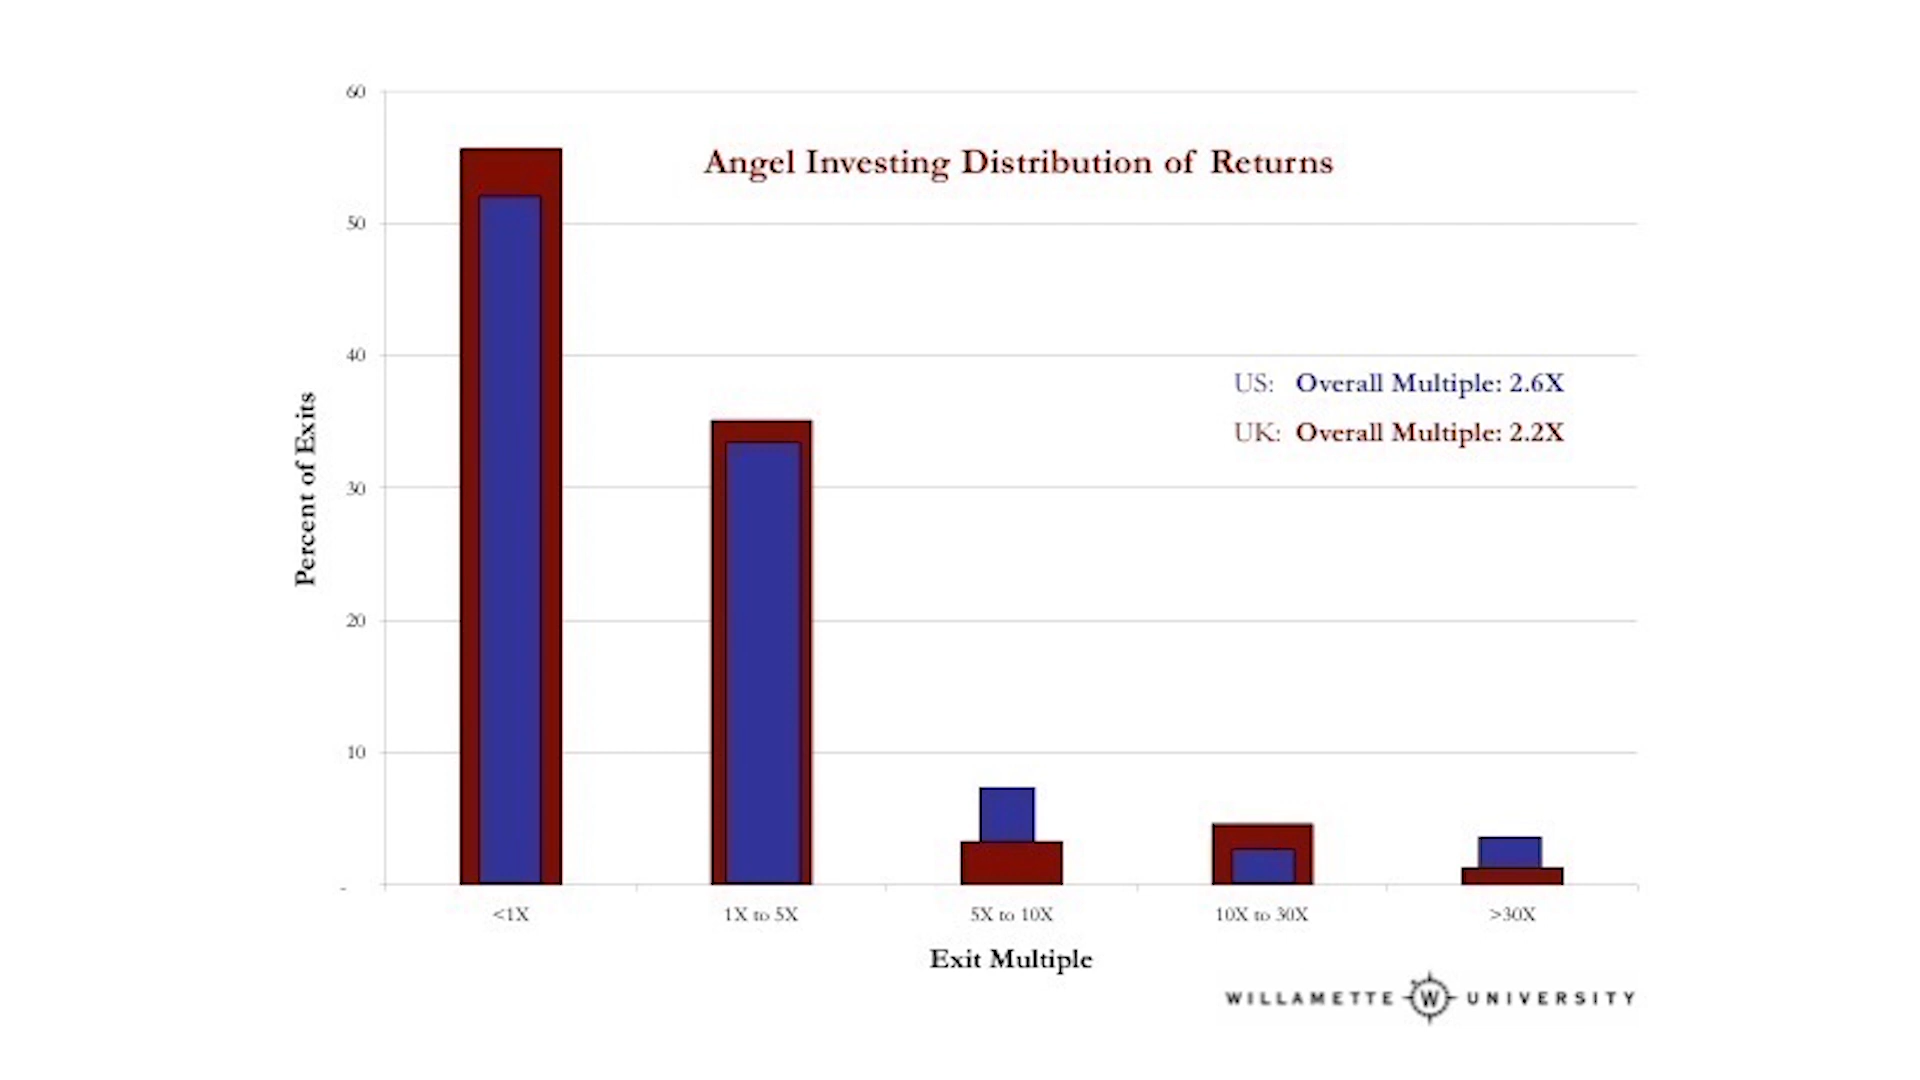 Angel Investing Distribution of Returns
60
50
40
30
20
10
-
Percent of Exits
US: Overall Multiple: 2.6X
UK: Overall Multiple: 2.2X
<1X
1X to 5X
5X to 10X
10X to 30X
>30X
Exit Multiple
WILLAMETTE W UNIVERSITY